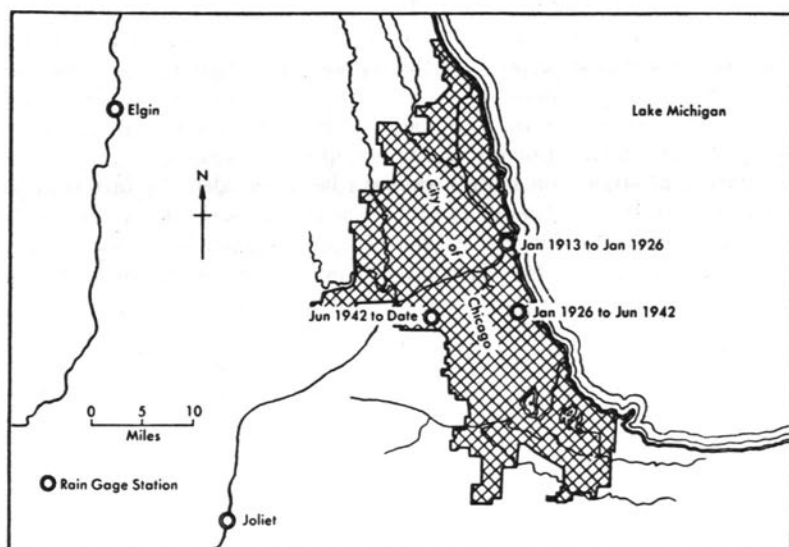 Elgin
Lake Michigan
N
City
of
Chicago
Jan 1913 to Jan 1926
Jun 1942 to Date
Jan 1926 to Jun 1942
0 5 10
Miles
Rain Gage Station
Joliet